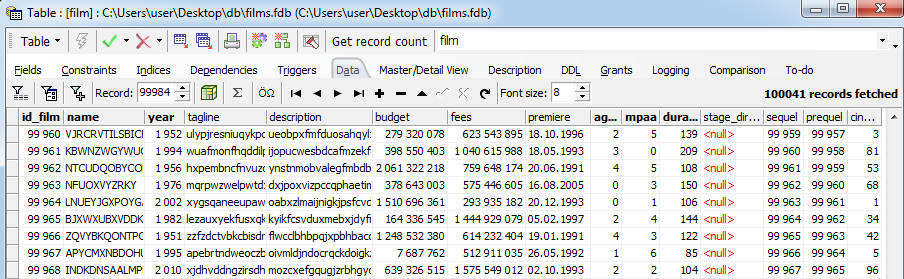 Table : [film] : C:\Users\user\Desktop\db\films.fdb (C:\Users\user\Desktop\db\films.fdb)
Table Get record count film
Fields Constraints Indices Dependencies Triggers Data Master/Detail View Description DDL Grants Logging Comparison To-do
Record: 99984 Σ ÖΩ Font size: 8 100041 records fetched
id_film name year tagline description budget fees premiere ag... mpaa dura... stage_dir... sequel prequel cin...
99 960 VJRCRVTILSBICI 1 952 ulypjresniuqykpc ueobpxfmfduosahqyl: 279 320 078 623 543 895 18.10.1996 2 5 139 <null> 99 959 99 957 3
99 961 KBWNZWGYWUC 1 994 wuafmonfhqddilp ijopucwesbdcafmzekf 398 550 403 1 040 615 988 18.05.1993 3 0 209 <null> 99 960 99 958 81
99 962 NTCUDQOBYCO 1 976 pxhembncfnvuzc ynstnmobvalegfmbdb 2 061 322 218 759 648 174 20.06.1991 4 5 108 <null> 99 961 99 959 53
99 963 NFUOXVYZRKY 1 976 mqrpwzwelpwtd: dxjpoxvizpccqphaetin 378 643 003 575 446 605 16.08.2005 0 3 150 <null> 99 962 99 960 68
99 964 LNUEYJGXPOYG 2 002 xygsqaneeupaw oabxzlmaijnigkjpsfcvd 1 510 696 361 293 935 182 20.12.1993 0 1 106 <null> 99 963 99 961 1
99 965 BJXWXUBXVDDK 1 982 lezauxyekfusxqk kyikfcsvduxmebxjdyfi 164 336 545 1 444 929 079 05.02.1997 2 4 144 <null> 99 964 99 962 34
99 966 ZQVYBKQONTPC 1 951 zzfzdctvbkcbisdr flwcclbhbpqjxpbhbacc 1 248 532 380 614 232 404 19.01.1991 4 3 122 <null> 99 965 99 963 42
99 967 APYCMXNBDOHU 1 995 apebrtndweoczb oivmldjndocrqckdoigk 7 687 762 512 911 035 26.05.1992 1 6 85 <null> 99 966 99 964 5
99 968 INDKDNSAALMP 2 010 xjdhvddngzirsdh mozcxefgqugjzrbhgyc 639 326 515 1 575 549 012 02.10.1993 2 2 104 <null> 99 967 99 965 96